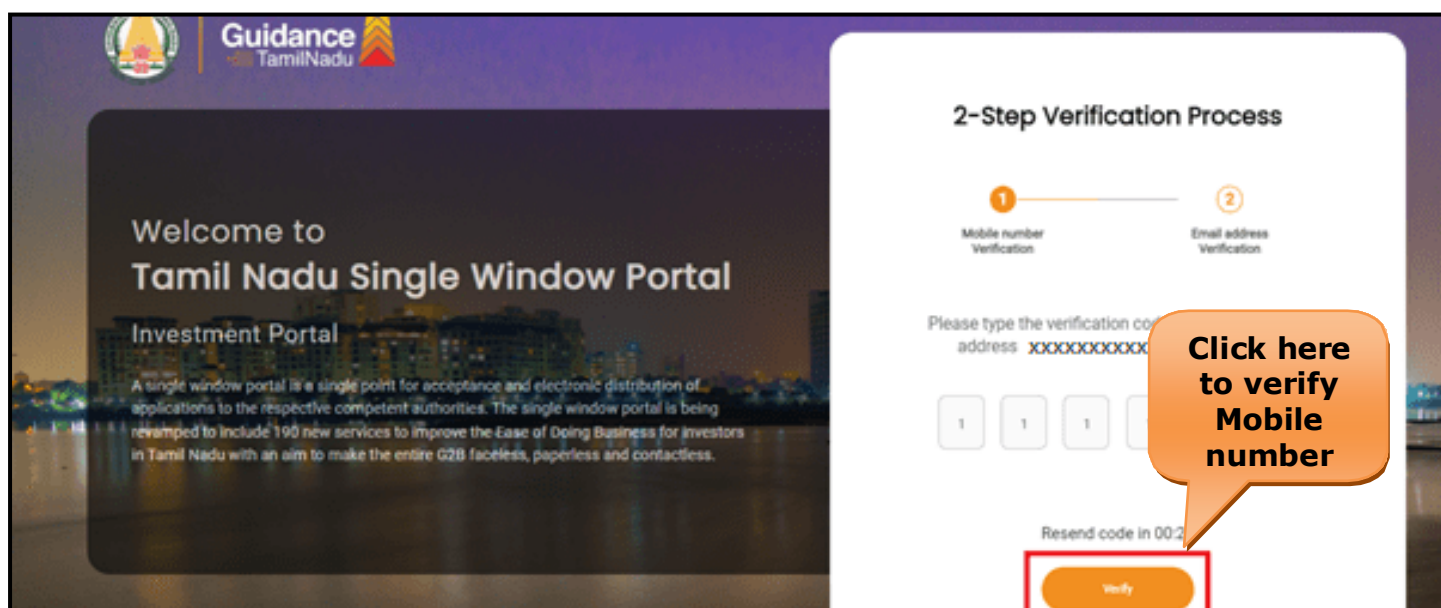 Guidance
TamilNadu
Welcome to
Tamil Nadu Single Window Portal
Investment Portal
A single window portal is a single point for acceptance and electronic distribution of
applications to the respective competent authorities. The single window portal is being
revamped to include 190 new services to improve the Ease of Doing Business for investors
in Tamil Nadu with an aim to make the entire G2B faceless, paperless and contactless.
2-Step Verification Process
1
2
Mobile number
Verification
Email address
Verification
Please type the verification
address XXXXXXXXXX
1 1 1
Click here
to verify
Mobile
number
Resend code in 00:2
Verify